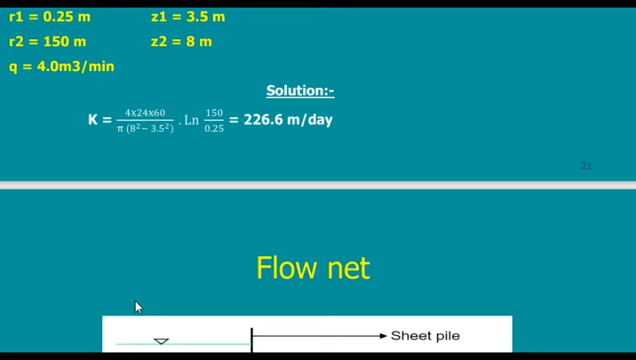 r1 = 0.25 m z1 = 3.5 m
r2 = 150 m z2 = 8 m
q = 4.0m3/min
Solution:-
K = 4x24x60 / π (8² − 3.5²) . Ln 150 / 0.25 = 226.6 m/day
21
Flow net
Sheet pile